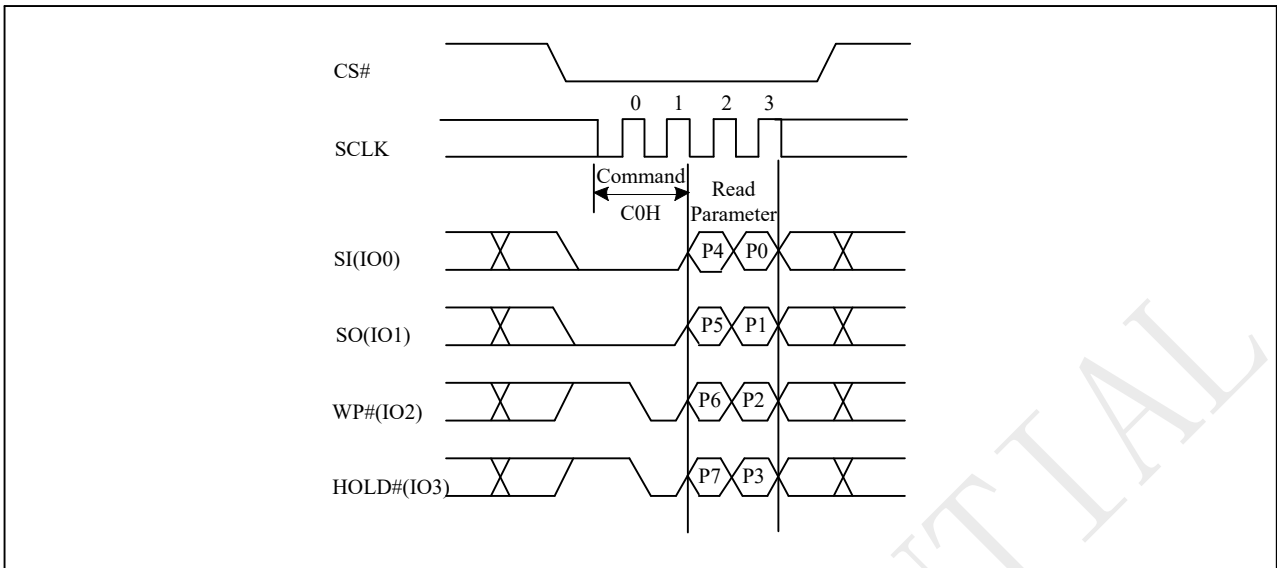 CS#
0 1 2 3
SCLK
Command
Read
C0H
Parameter
SI(IO0)
P4 P0
SO(IO1)
P5 P1
WP#(IO2)
P6 P2
HOLD#(IO3)
P7 P3
NTIAL